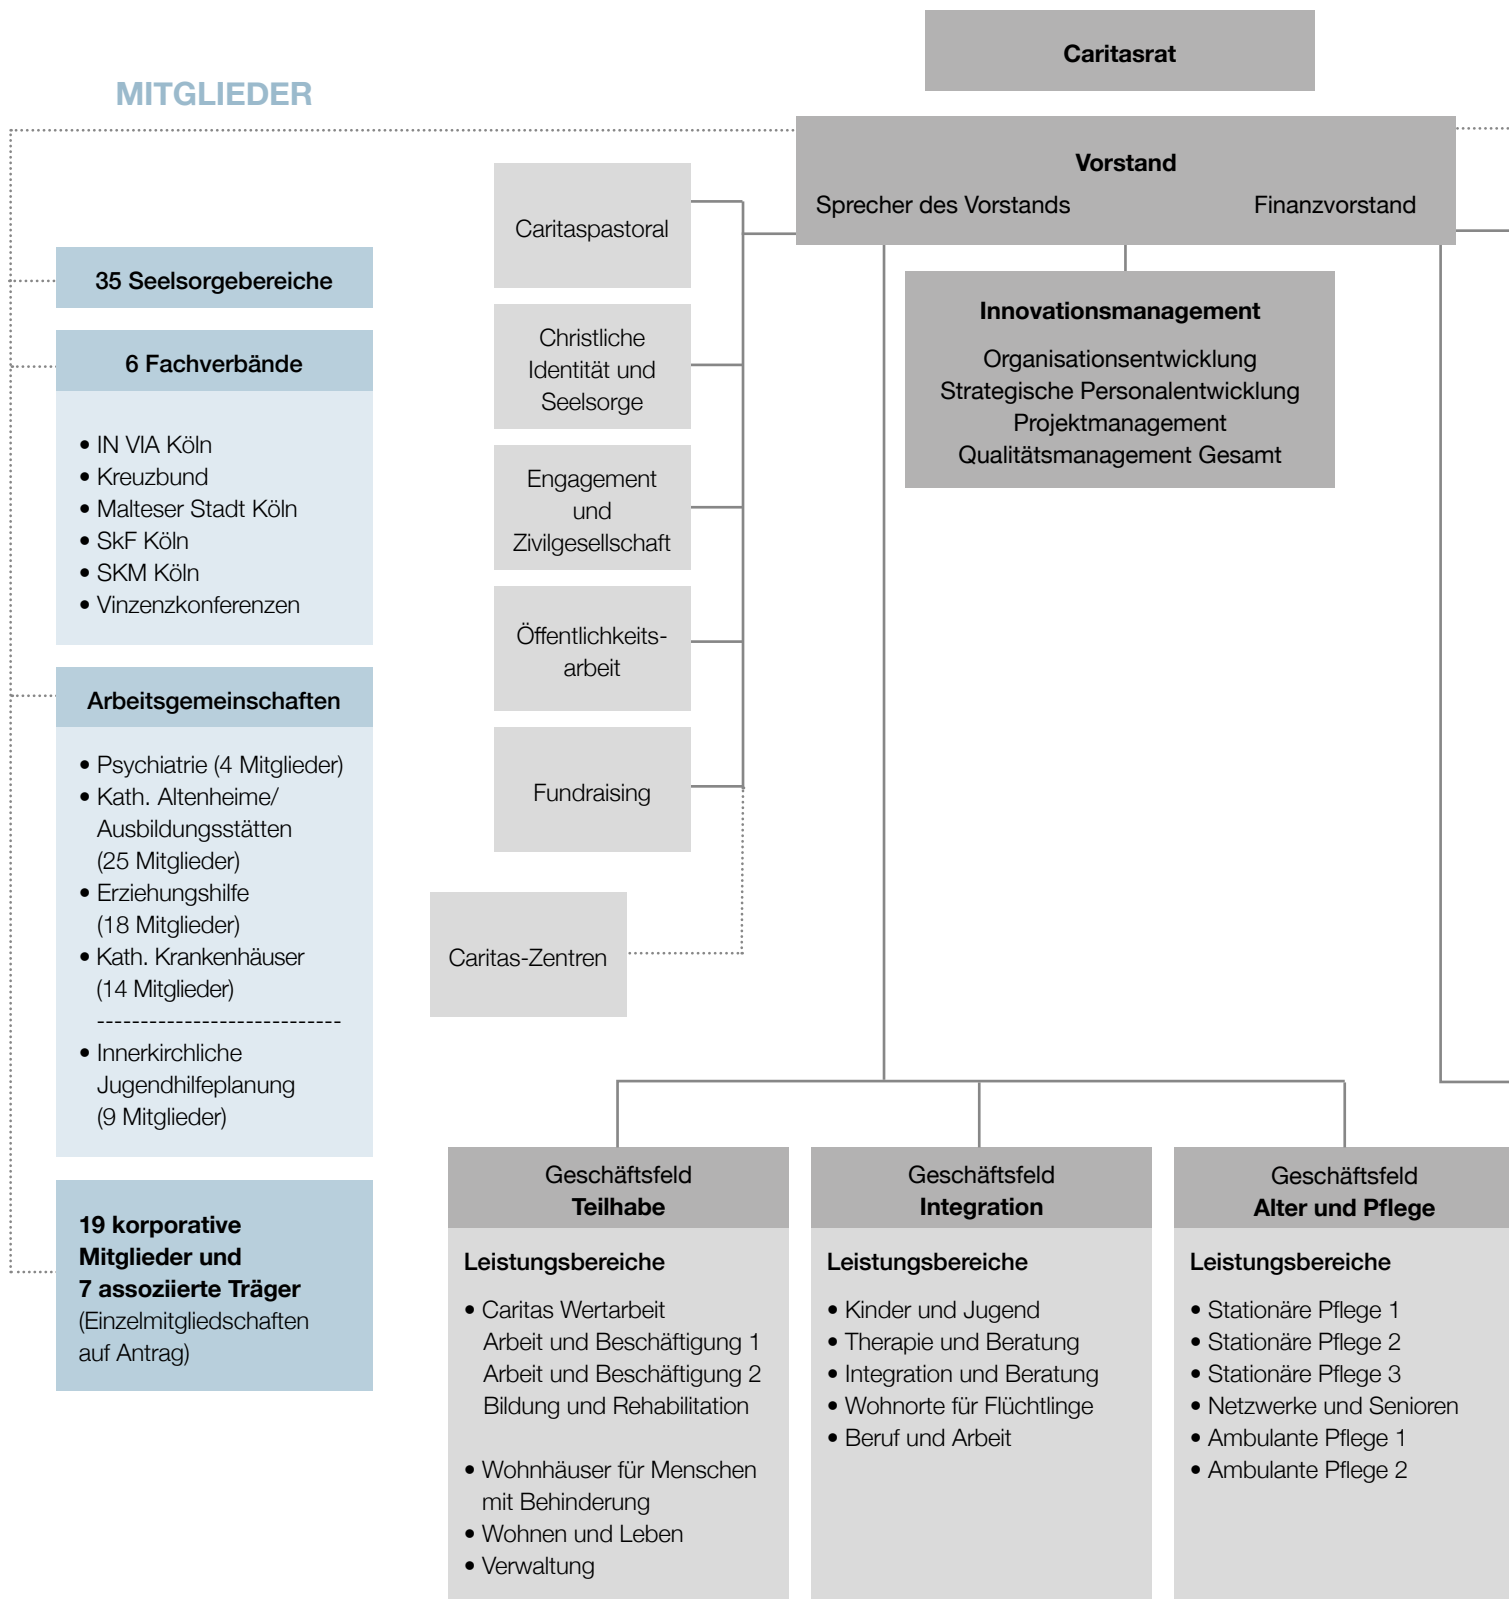 Caritasrat
MITGLIEDER
Vorstand
Sprecher des Vorstands
Finanzvorstand
Innovationsmanagement
Organisationsentwicklung
Strategische Personalentwicklung
Projektmanagement
Qualitätsmanagement Gesamt
35 Seelsorgebereiche
6 Fachverbände
• IN VIA Köln
• Kreuzbund
• Malteser Stadt Köln
• SkF Köln
• SKM Köln
• Vinzenzkonferenzen
Arbeitsgemeinschaften
• Psychiatrie (4 Mitglieder)
• Kath. Altenheime/
Ausbildungsstätten
(25 Mitglieder)
• Erziehungshilfe
(18 Mitglieder)
• Kath. Krankenhäuser
(14 Mitglieder)
----------------------------
• Innerkirchliche
Jugendhilfeplanung
(9 Mitglieder)
19 korporative
Mitglieder und
7 assoziierte Träger
(Einzelmitgliedschaften
auf Antrag)
Caritaspastoral
Christliche
Identität und
Seelsorge
Engagement
und
Zivilgesellschaft
Öffentlichkeits-
arbeit
Fundraising
Caritas-Zentren
Geschäftsfeld
Teilhabe
Leistungsbereiche
• Caritas Wertarbeit
Arbeit und Beschäftigung 1
Arbeit und Beschäftigung 2
Bildung und Rehabilitation
• Wohnhäuser für Menschen
mit Behinderung
• Wohnen und Leben
• Verwaltung
Geschäftsfeld
Integration
Leistungsbereiche
• Kinder und Jugend
• Therapie und Beratung
• Integration und Beratung
• Wohnorte für Flüchtlinge
• Beruf und Arbeit
Geschäftsfeld
Alter und Pflege
Leistungsbereiche
• Stationäre Pflege 1
• Stationäre Pflege 2
• Stationäre Pflege 3
• Netzwerke und Senioren
• Ambulante Pflege 1
• Ambulante Pflege 2